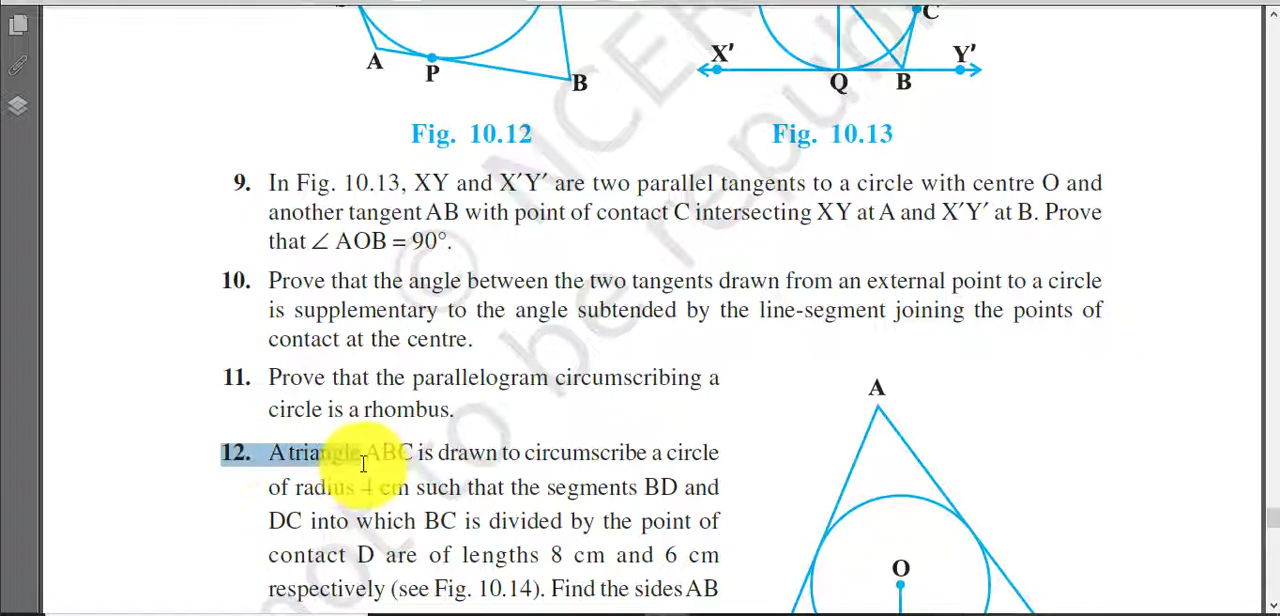 C
X′
Y′
A
P
B
Q
B
Fig. 10.12
Fig. 10.13
9. In Fig. 10.13, XY and X′Y′ are two parallel tangents to a circle with centre O and
another tangent AB with point of contact C intersecting XY at A and X′Y′ at B. Prove
that ∠ AOB = 90°.
10. Prove that the angle between the two tangents drawn from an external point to a circle
is supplementary to the angle subtended by the line-segment joining the points of
contact at the centre.
11. Prove that the parallelogram circumscribing a
circle is a rhombus.
12. A triangle ABC is drawn to circumscribe a circle
of radius 4 cm such that the segments BD and
DC into which BC is divided by the point of
contact D are of lengths 8 cm and 6 cm
respectively (see Fig. 10.14). Find the sides AB
A
O
© NCER
not to be republ